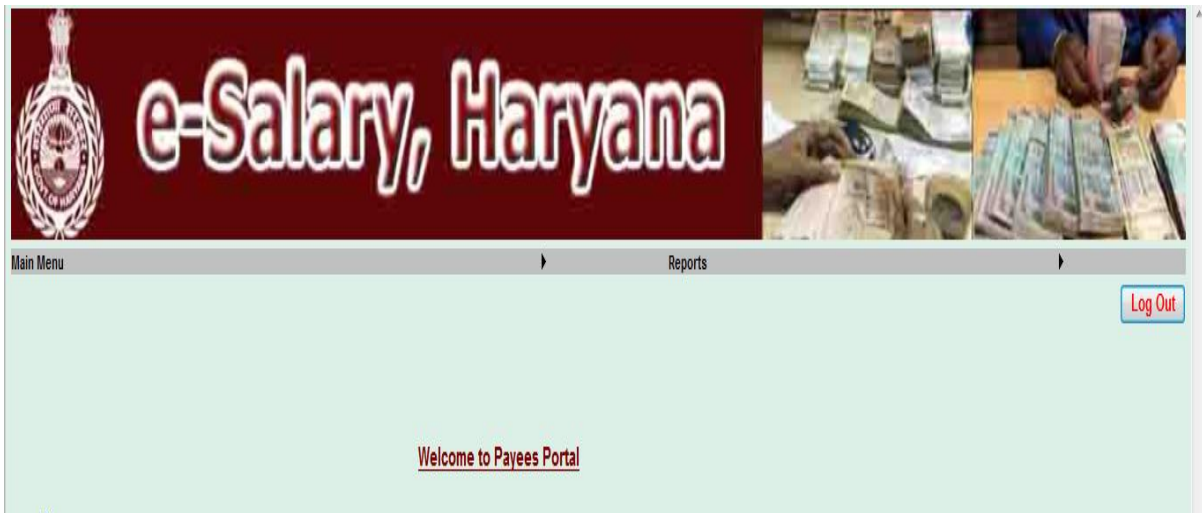 e-Salary, Haryana
Main Menu
Reports
Log Out
Welcome to Payees Portal